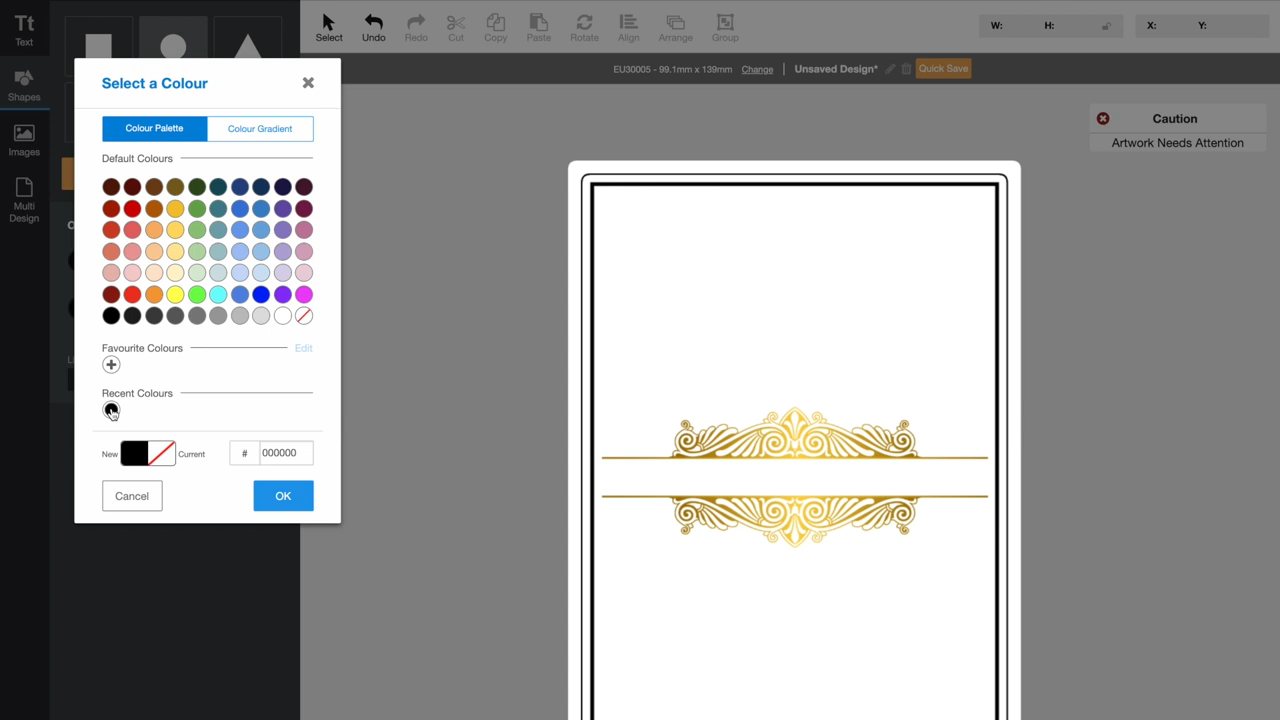 Tt
Text
Shapes
Images
Multi
Design
Select
Undo
Redo
Cut
Copy
Paste
Rotate
Align
Arrange
Group
W:
H:
X:
Y:
EU30005 - 99.1mm x 139mm
Change
Unsaved Design*
Quick Save
Caution
Artwork Needs Attention
Select a Colour
Colour Palette
Colour Gradient
Default Colours
Favourite Colours
Edit
Recent Colours
New
Current
#
000000
Cancel
OK